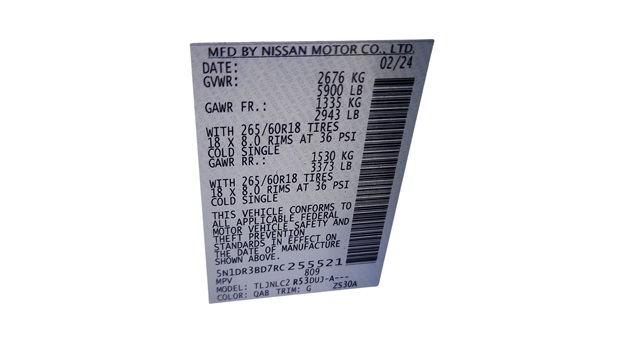 MFD BY NISSAN MOTOR CO., LTD.
DATE: 02/24
GVWR: 2676 KG
5900 LB
GAWR FR.: 1335 KG
2943 LB
WITH 265/60R18 TIRES
18 X 8.0 RIMS AT 36 PSI
COLD SINGLE
GAWR RR.: 1530 KG
3373 LB
WITH 265/60R18 TIRES
18 X 8.0 RIMS AT 36 PSI
COLD SINGLE
THIS VEHICLE CONFORMS TO
ALL APPLICABLE FEDERAL
MOTOR VEHICLE SAFETY AND
THEFT PREVENTION
STANDARDS IN EFFECT ON
THE DATE OF MANUFACTURE
SHOWN ABOVE.
5N1DR3BD7RC255521
MPV 809
MODEL: TLJNLC2 R53DUJ-A---
COLOR: QAB TRIM: G ZS30A